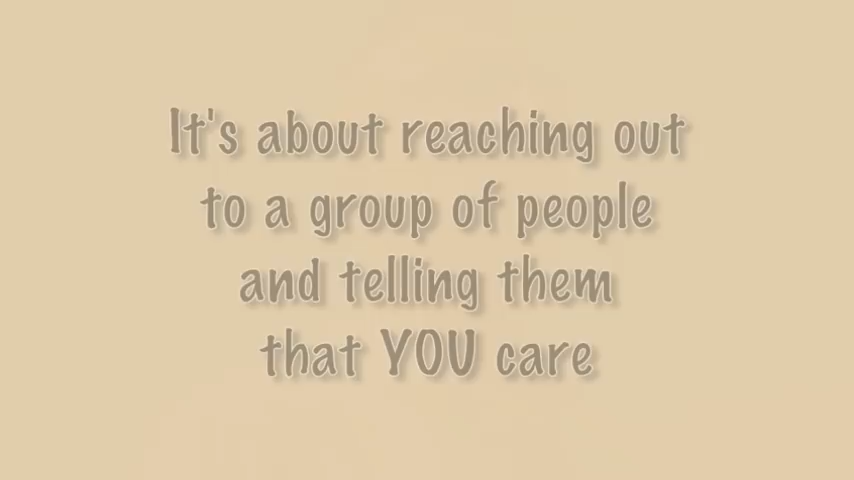 It's about reaching out
to a group of people
and telling them
that YOU care